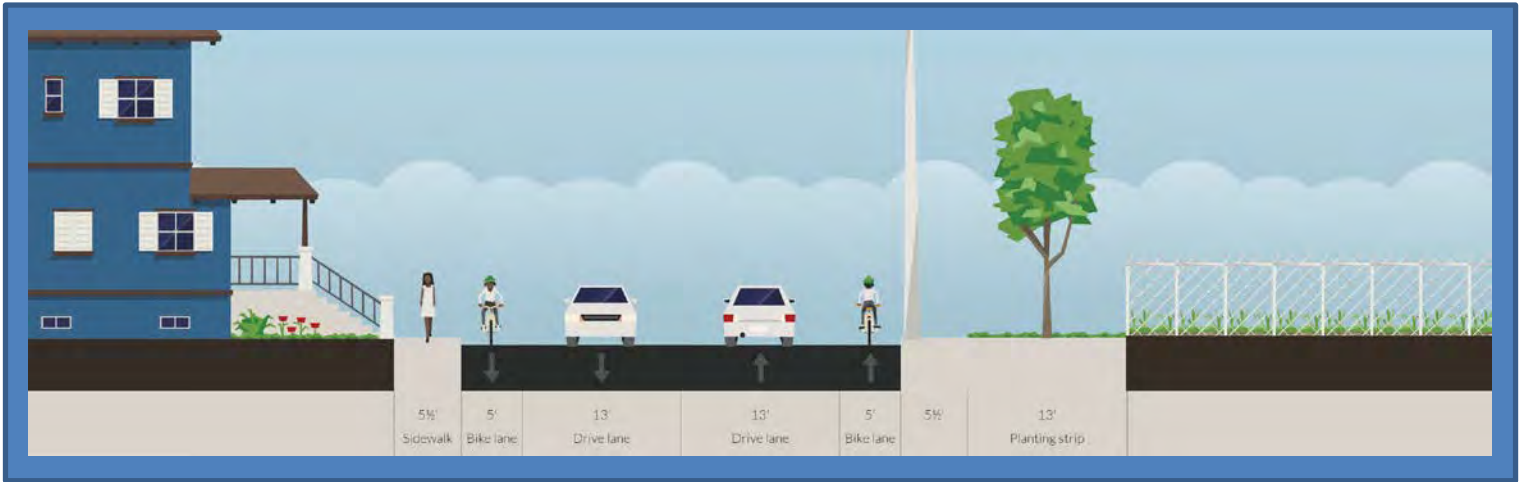 5½' 5' 13' 13' 5' 5½' 13'
Sidewalk Bike lane Drive lane Drive lane Bike lane Planting strip